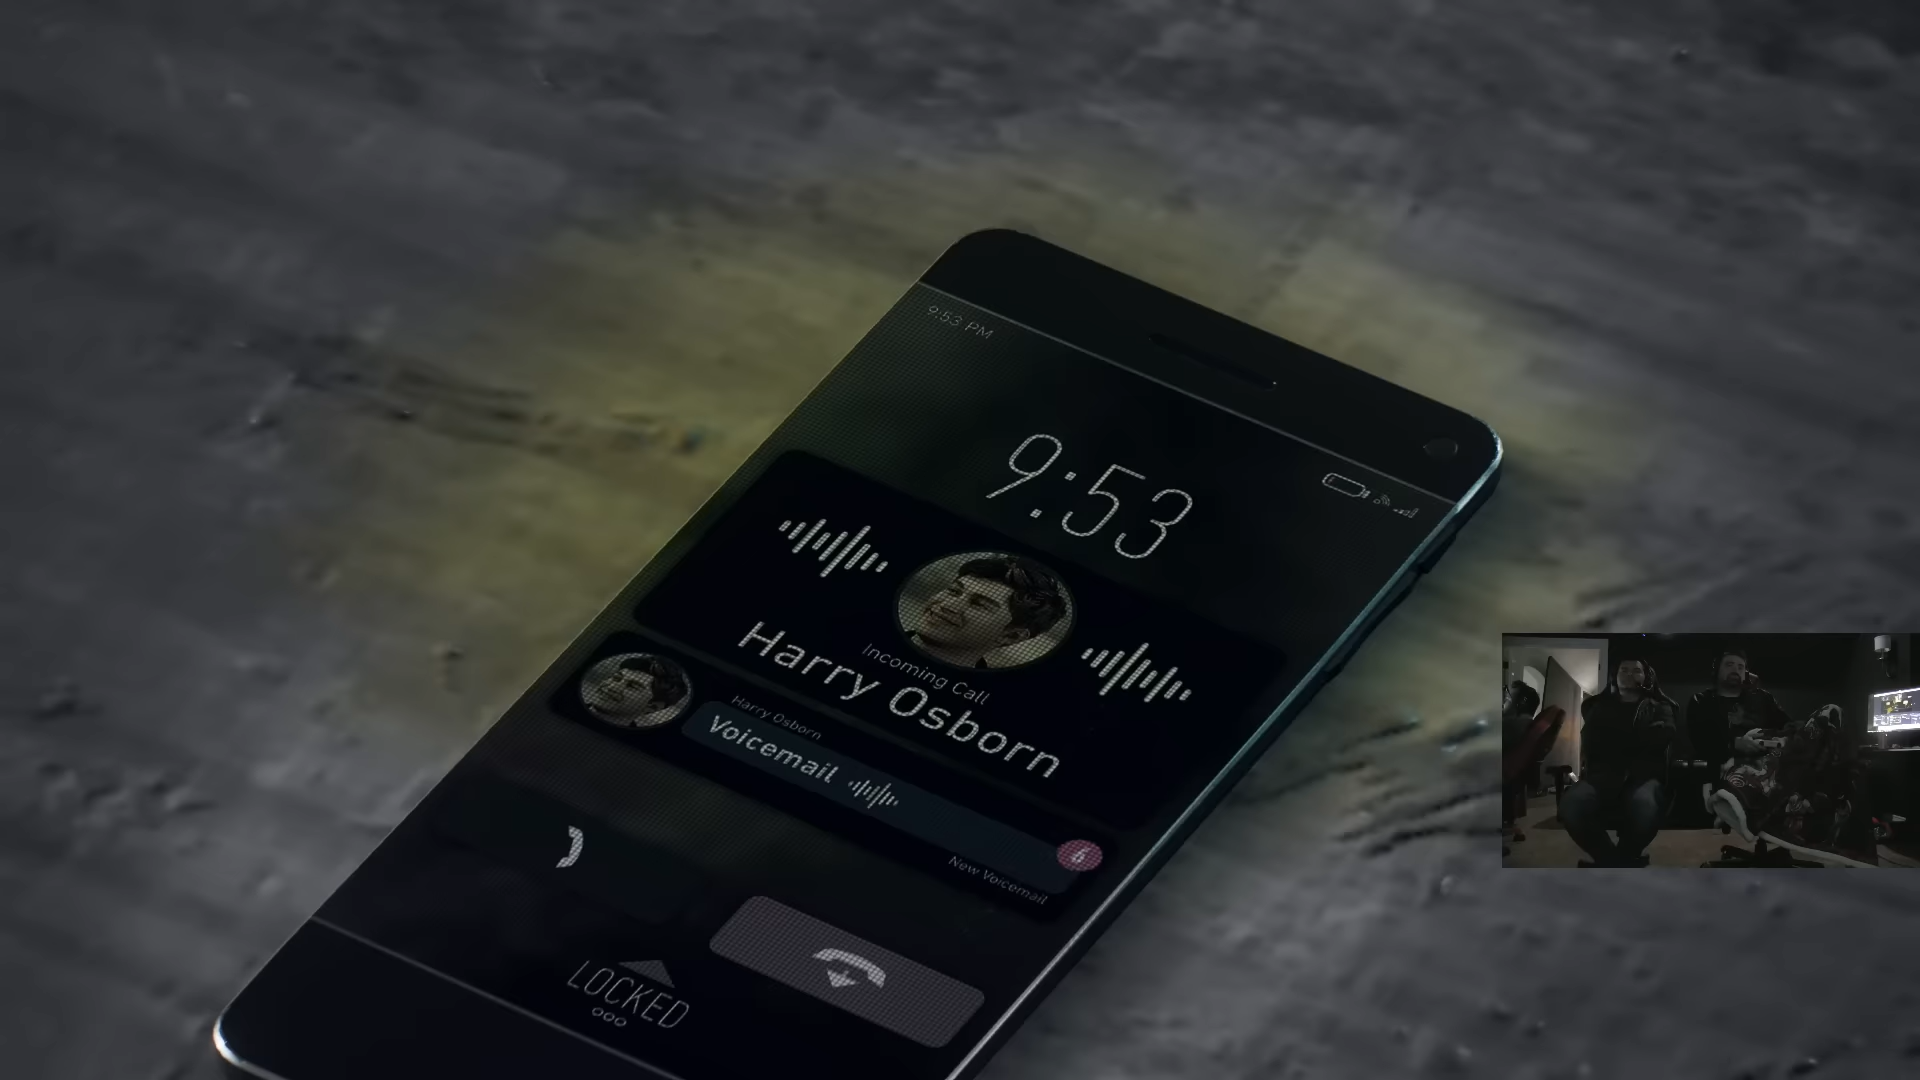 9:53 PM
9:53
Incoming Call
Harry Osborn
Harry Osborn
Voicemail
6
New Voicemail
LOCKED